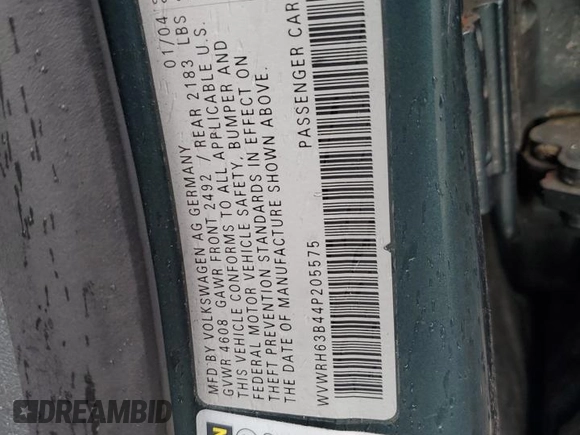 MFD BY VOLKSWAGEN AG GERMANY 01/04
GVWR 4608 GAWR FRONT 2492 / REAR 2183 LBS
THIS VEHICLE CONFORMS TO ALL APPLICABLE U.S.
FEDERAL MOTOR VEHICLE SAFETY, BUMPER AND
THEFT PREVENTION STANDARDS IN EFFECT ON
THE DATE OF MANUFACTURE SHOWN ABOVE.
PASSENGER CAR
WVWRH63B44P205575
DREAMBID